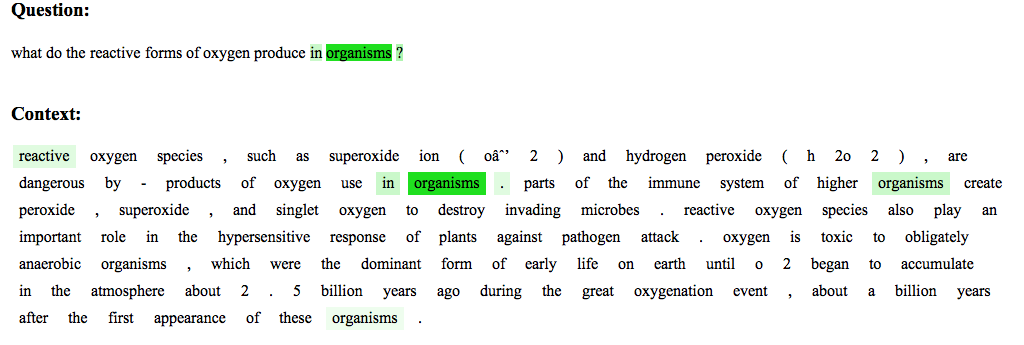 Question:
what do the reactive forms of oxygen produce in organisms ?
Context:
reactive oxygen species , such as superoxide ion ( oâˆ’ 2 ) and hydrogen peroxide ( h 2o 2 ) , are
dangerous by - products of oxygen use in organisms . parts of the immune system of higher organisms create
peroxide , superoxide , and singlet oxygen to destroy invading microbes . reactive oxygen species also play an
important role in the hypersensitive response of plants against pathogen attack . oxygen is toxic to obligately
anaerobic organisms , which were the dominant form of early life on earth until o 2 began to accumulate
in the atmosphere about 2 . 5 billion years ago during the great oxygenation event , about a billion years
after the first appearance of these organisms .